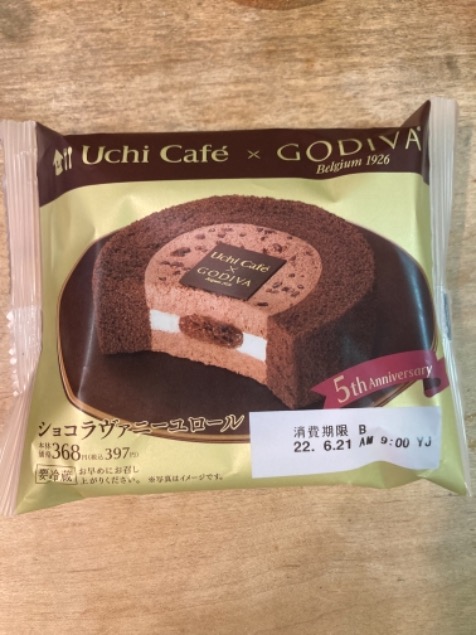 Uchi Café × GODIVA
Belgium 1926
Uchi Café
×
GODIVA
5th Anniversary
ショコラヴァニーユロール
本体価格368円(税込397円)
消費期限 B
22. 6.21 AM 9:00 YJ
要冷蔵
お早めにお召し
上がりください。 ※写真はイメージです。